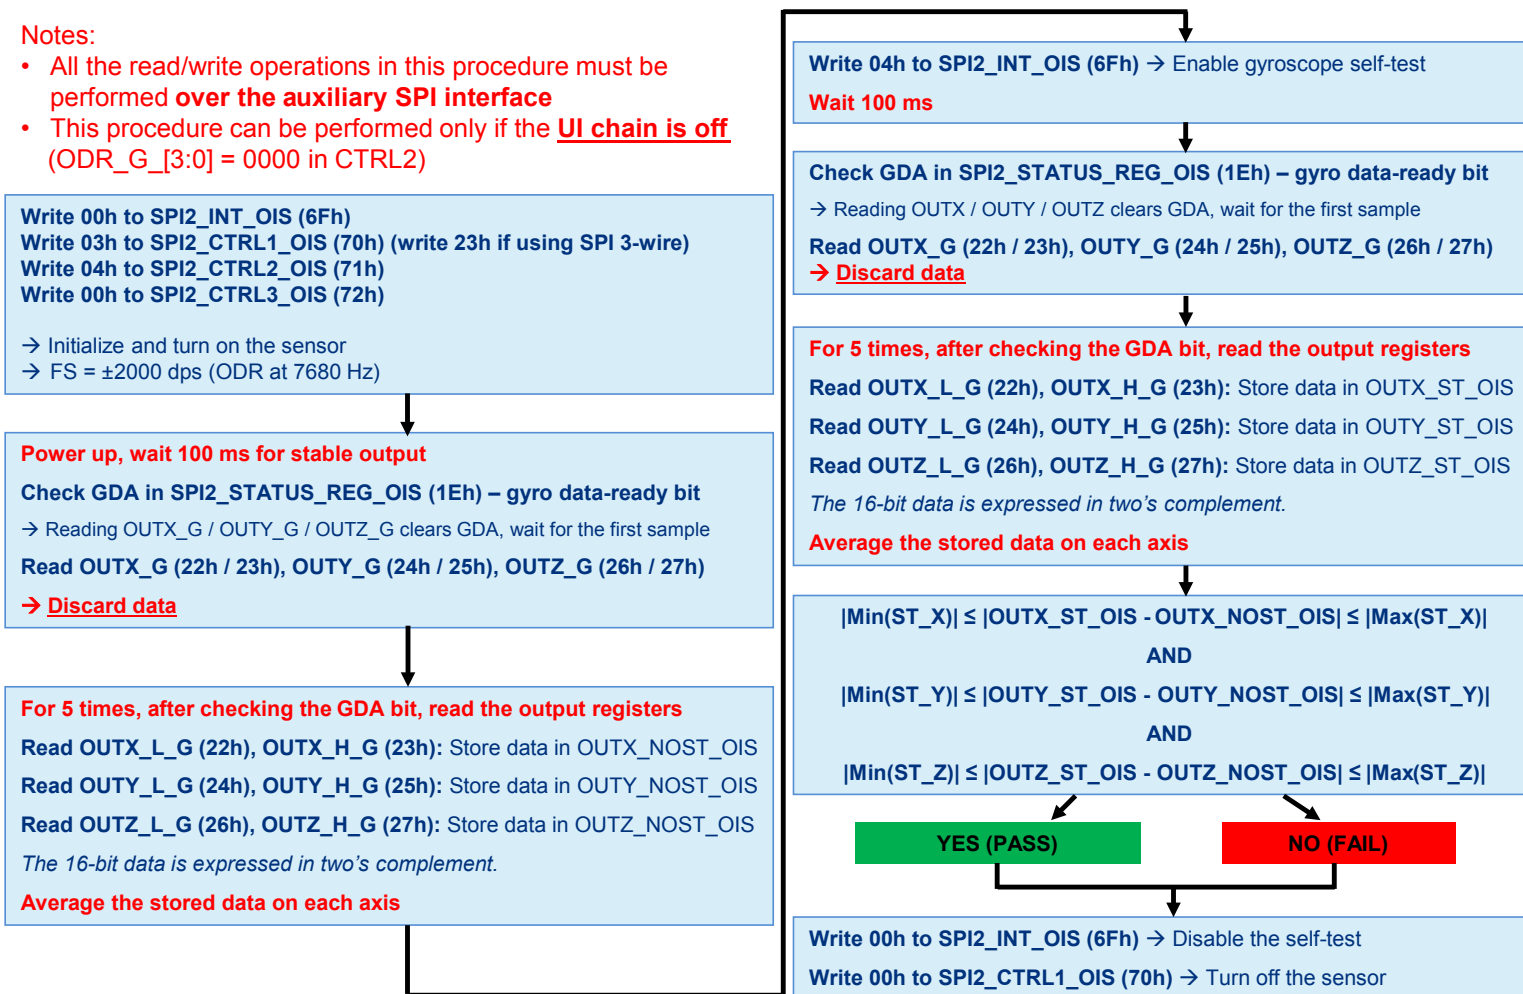 Notes:
• All the read/write operations in this procedure must be
performed over the auxiliary SPI interface
• This procedure can be performed only if the UI chain is off
(ODR_G_[3:0] = 0000 in CTRL2)
Write 00h to SPI2_INT_OIS (6Fh)
Write 03h to SPI2_CTRL1_OIS (70h) (write 23h if using SPI 3-wire)
Write 04h to SPI2_CTRL2_OIS (71h)
Write 00h to SPI2_CTRL3_OIS (72h)
→ Initialize and turn on the sensor
→ FS = ±2000 dps (ODR at 7680 Hz)
Power up, wait 100 ms for stable output
Check GDA in SPI2_STATUS_REG_OIS (1Eh) – gyro data-ready bit
→ Reading OUTX_G / OUTY_G / OUTZ_G clears GDA, wait for the first sample
Read OUTX_G (22h / 23h), OUTY_G (24h / 25h), OUTZ_G (26h / 27h)
→ Discard data
For 5 times, after checking the GDA bit, read the output registers
Read OUTX_L_G (22h), OUTX_H_G (23h): Store data in OUTX_NOST_OIS
Read OUTY_L_G (24h), OUTY_H_G (25h): Store data in OUTY_NOST_OIS
Read OUTZ_L_G (26h), OUTZ_H_G (27h): Store data in OUTZ_NOST_OIS
The 16-bit data is expressed in two's complement.
Average the stored data on each axis
Write 04h to SPI2_INT_OIS (6Fh) → Enable gyroscope self-test
Wait 100 ms
Check GDA in SPI2_STATUS_REG_OIS (1Eh) – gyro data-ready bit
→ Reading OUTX / OUTY / OUTZ clears GDA, wait for the first sample
Read OUTX_G (22h / 23h), OUTY_G (24h / 25h), OUTZ_G (26h / 27h)
→ Discard data
For 5 times, after checking the GDA bit, read the output registers
Read OUTX_L_G (22h), OUTX_H_G (23h): Store data in OUTX_ST_OIS
Read OUTY_L_G (24h), OUTY_H_G (25h): Store data in OUTY_ST_OIS
Read OUTZ_L_G (26h), OUTZ_H_G (27h): Store data in OUTZ_ST_OIS
The 16-bit data is expressed in two's complement.
Average the stored data on each axis
|Min(ST_X)| ≤ |OUTX_ST_OIS - OUTX_NOST_OIS| ≤ |Max(ST_X)|
AND
|Min(ST_Y)| ≤ |OUTY_ST_OIS - OUTY_NOST_OIS| ≤ |Max(ST_Y)|
AND
|Min(ST_Z)| ≤ |OUTZ_ST_OIS - OUTZ_NOST_OIS| ≤ |Max(ST_Z)|
YES (PASS)
NO (FAIL)
Write 00h to SPI2_INT_OIS (6Fh) → Disable the self-test
Write 00h to SPI2_CTRL1_OIS (70h) → Turn off the sensor